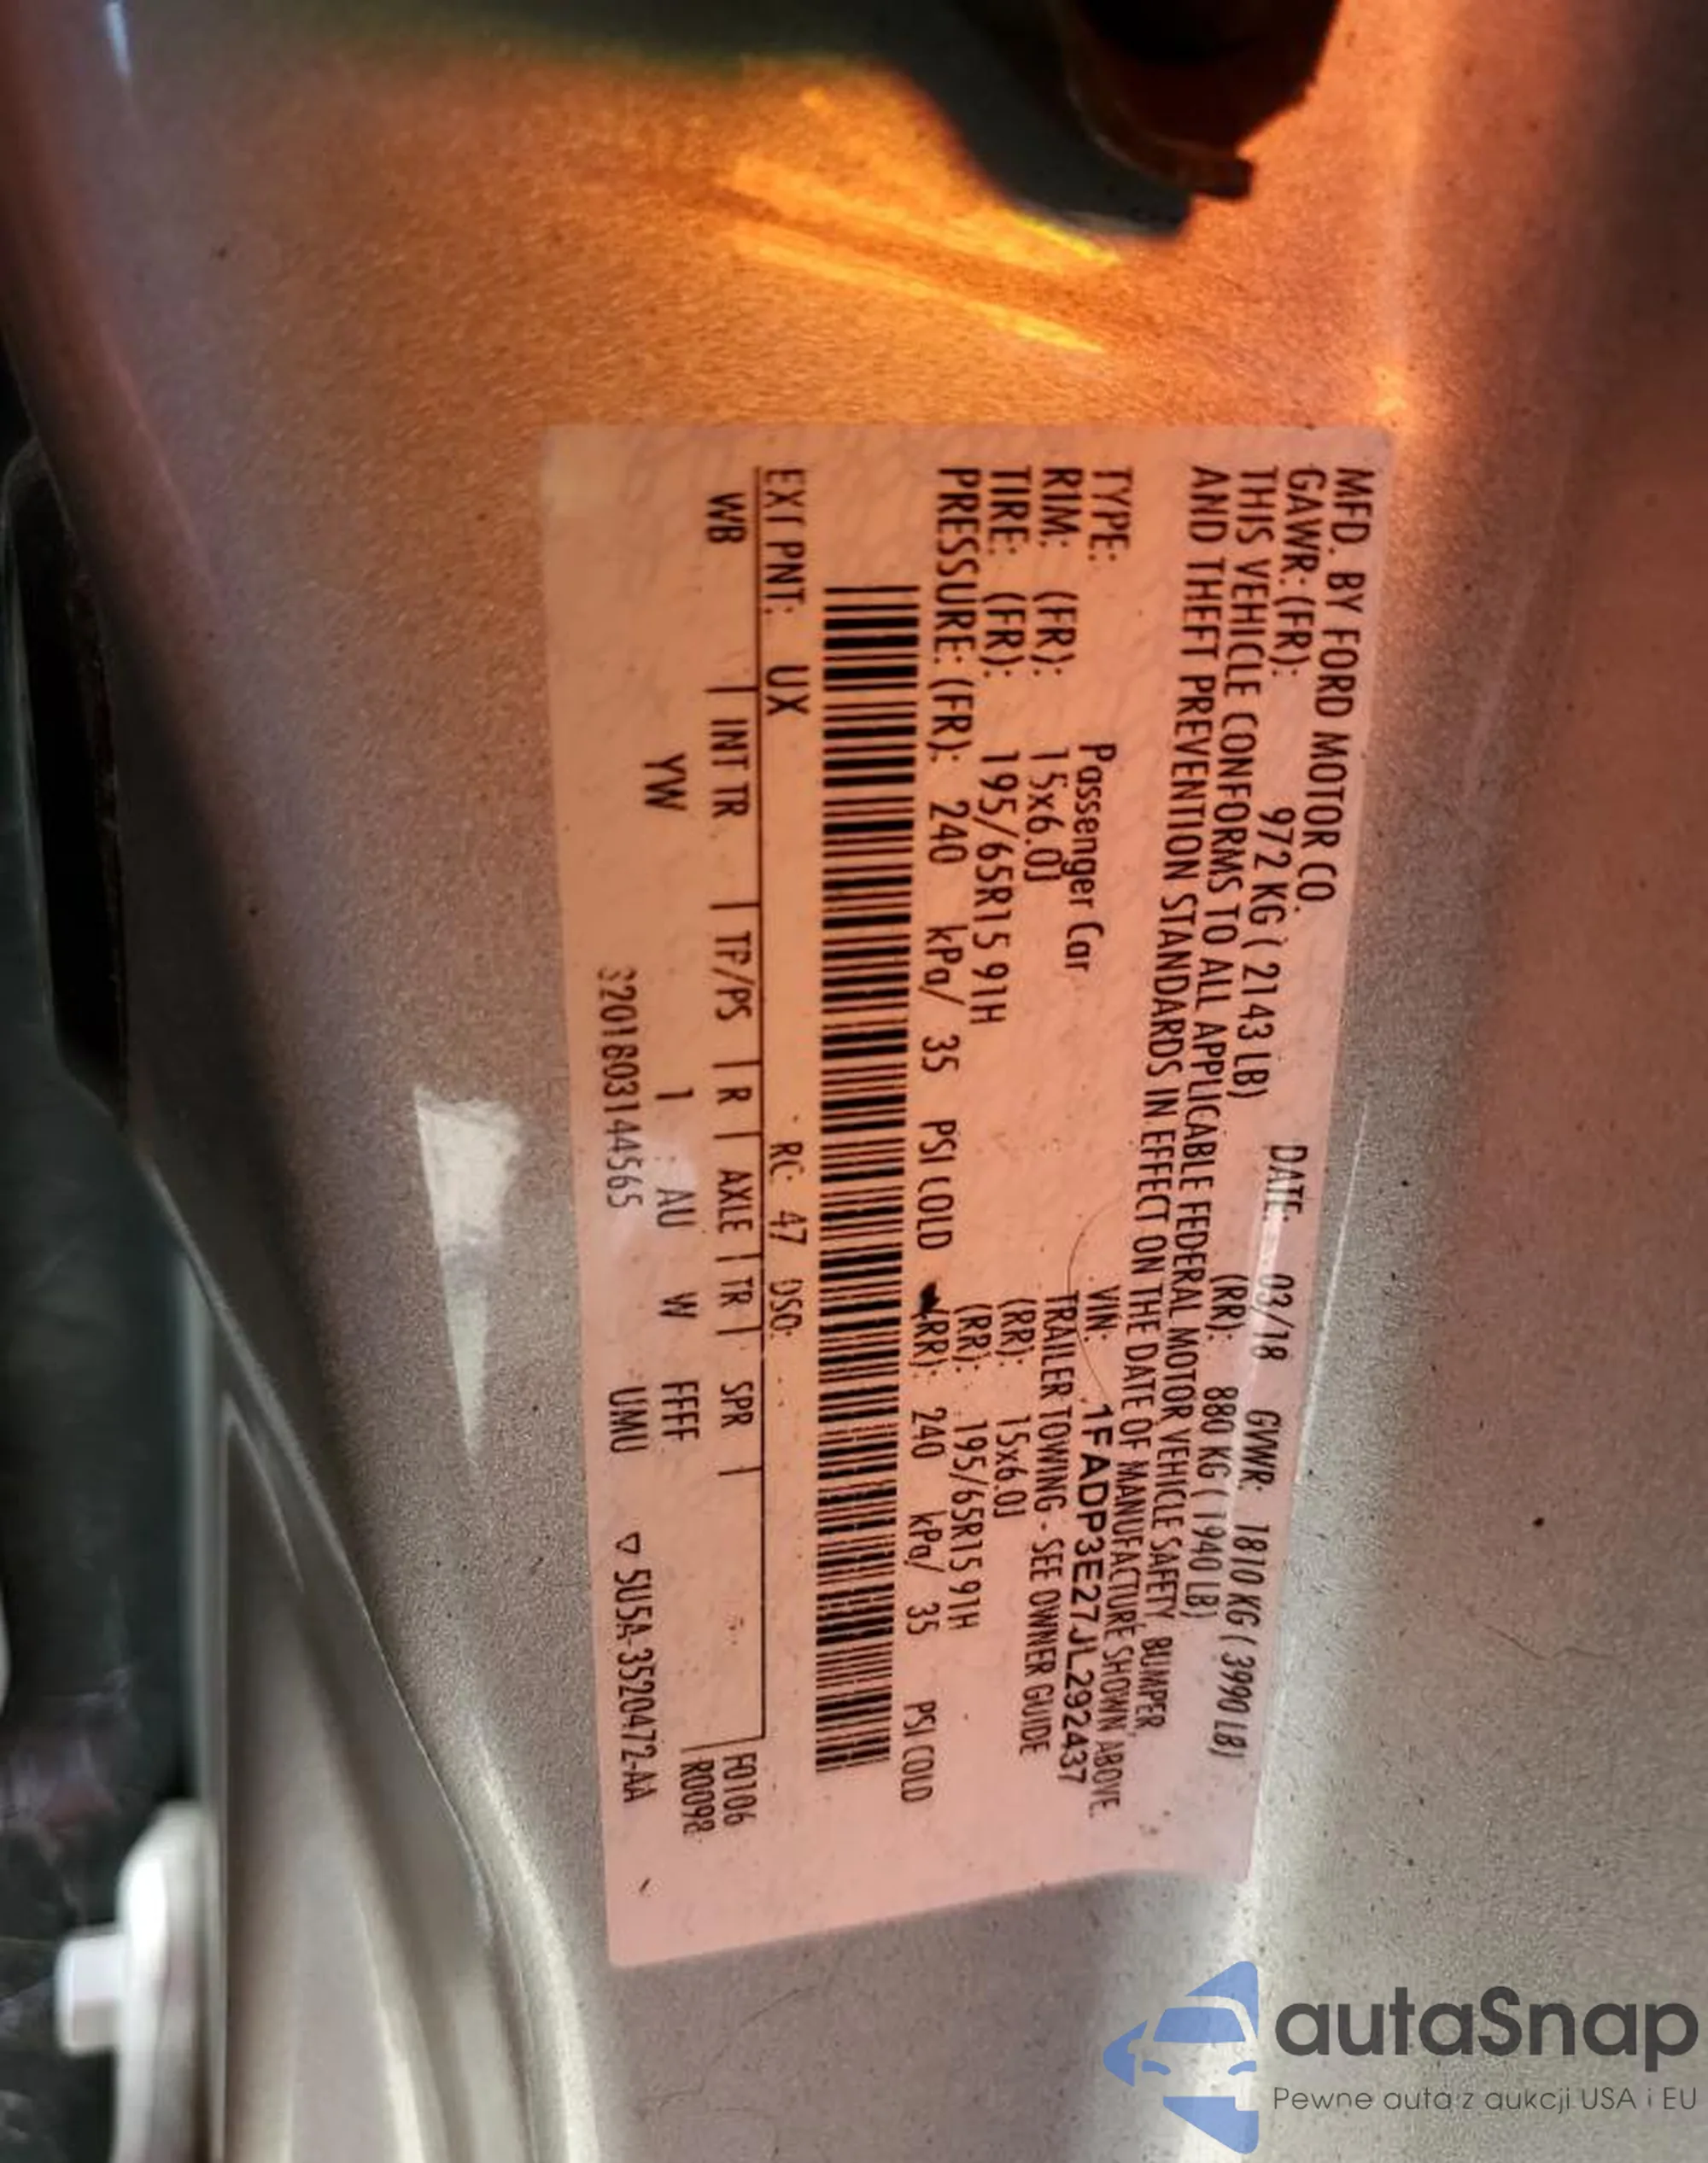 MFD. BY FORD MOTOR CO.
DATE: 03/18 GVWR: 1810 KG ( 3990 LB)
GAWR: (FR): 972 KG ( 2143 LB) (RR): 880 KG ( 1940 LB)
THIS VEHICLE CONFORMS TO ALL APPLICABLE FEDERAL MOTOR VEHICLE SAFETY, BUMPER,
AND THEFT PREVENTION STANDARDS IN EFFECT ON THE DATE OF MANUFACTURE SHOWN ABOVE.
VIN: 1FADP3E27JL292437
TYPE: Passenger Car TRAILER TOWING - SEE OWNER GUIDE
RIM: (FR): 15x6.0J (RR): 15x6.0J
TIRE: (FR): 195/65R15 91H (RR): 195/65R15 91H
PRESSURE: (FR): 240 kPa/ 35 PSI COLD (RR): 240 kPa/ 35 PSI COLD
EXT PNT: UX RC: 47 DSO:
WB INT TR TP/PS R AXLE TR SPR F0106
R0098
YW 1 AU W FFFF
UMU ▽ 5U5A-3520472-AA
autaSnap
Pewne auta z aukcji USA i EU